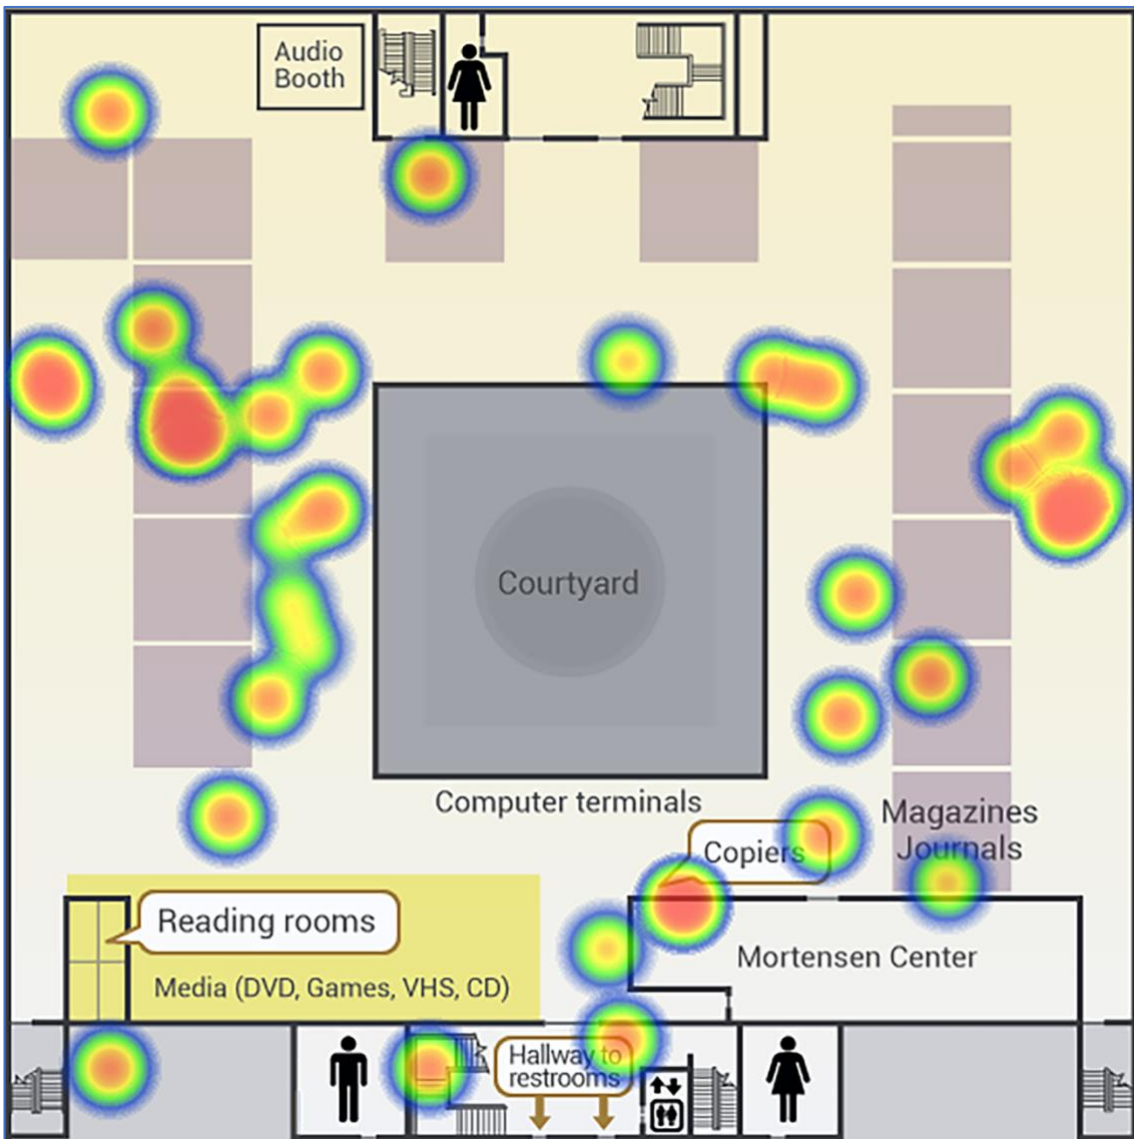 Audio
Booth
Courtyard
Computer terminals
Magazines
Journals
Copiers
Reading rooms
Mortensen Center
Media (DVD, Games, VHS, CD)
Hallway to
restrooms